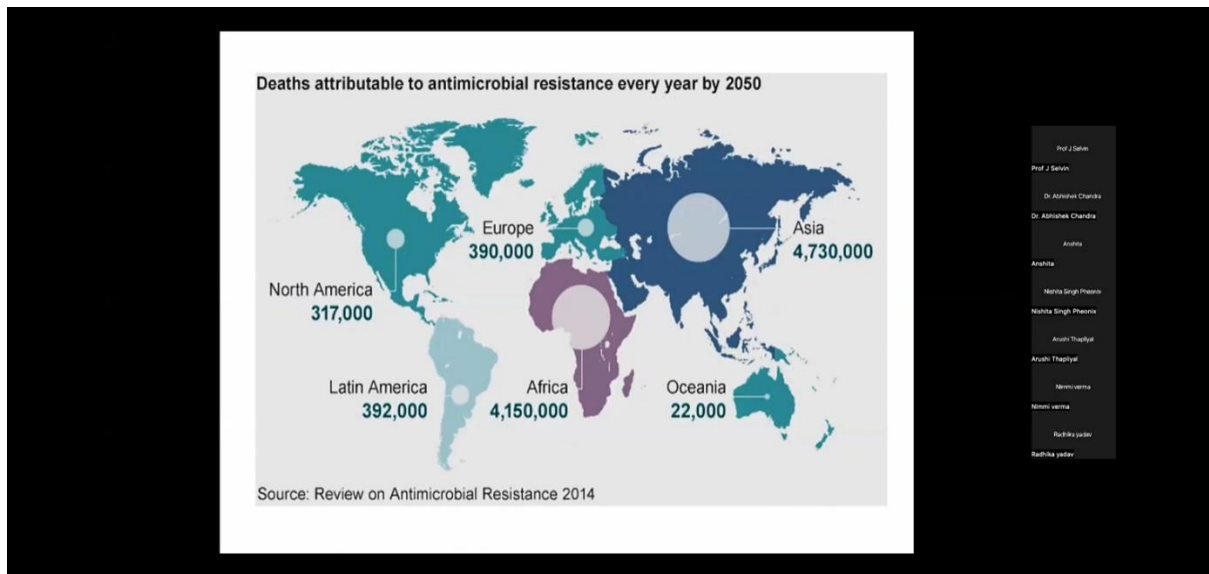 Deaths attributable to antimicrobial resistance every year by 2050
Europe
390,000
Asia
4,730,000
North America
317,000
Latin America
392,000
Africa
4,150,000
Oceania
22,000
Source: Review on Antimicrobial Resistance 2014
Prof J Selvin
Prof J Selvin
Dr. Abhishek Chandra
Dr. Abhishek Chandra
Anshita
Anshita
Nishita Singh Pheonix
Nishita Singh Pheonix
Arushi Thapliyal
Arushi Thapliyal
Nimmi verma
Nimmi verma
Radhika yadav
Radhika yadav